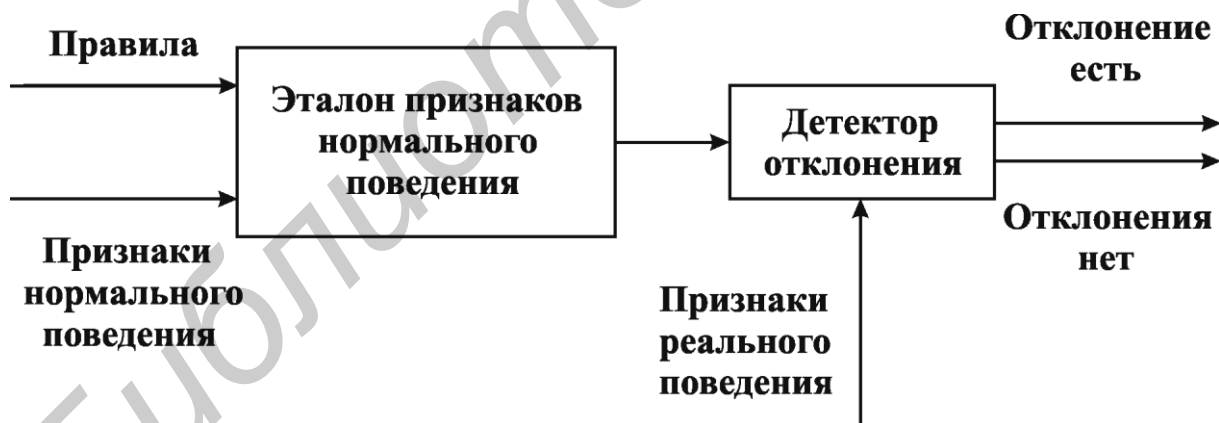 Правила
Эталон признаков
нормального
поведения
Признаки
нормального
поведения
Детектор
отклонения
Отклонение
есть
Отклонения
нет
Признаки
реального
поведения